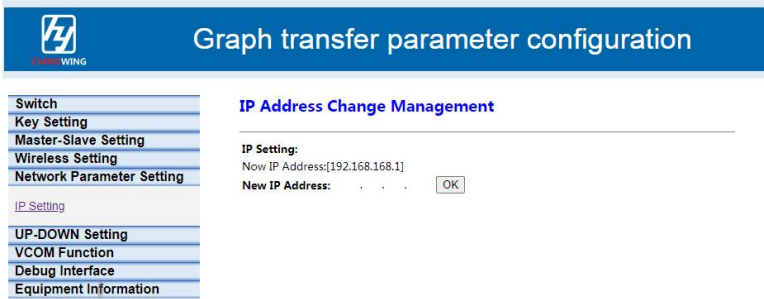 CHINOWING
Graph transfer parameter configuration
Switch
Key Setting
Master-Slave Setting
Wireless Setting
Network Parameter Setting
IP Setting
UP-DOWN Setting
VCOM Function
Debug Interface
Equipment Information
IP Address Change Management
IP Setting:
Now IP Address:[192.168.168.1]
New IP Address: . . . OK